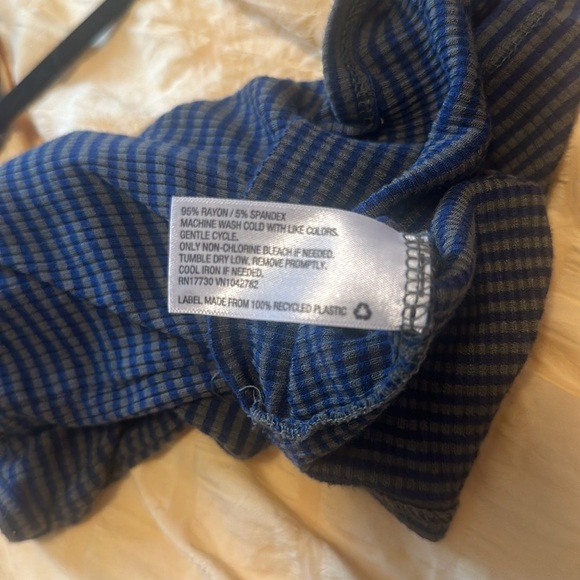 95% RAYON / 5% SPANDEX
MACHINE WASH COLD WITH LIKE COLORS.
GENTLE CYCLE.
ONLY NON-CHLORINE BLEACH IF NEEDED.
TUMBLE DRY LOW. REMOVE PROMPTLY.
COOL IRON IF NEEDED.
RN17730 VN1042782
LABEL MADE FROM 100% RECYCLED PLASTIC